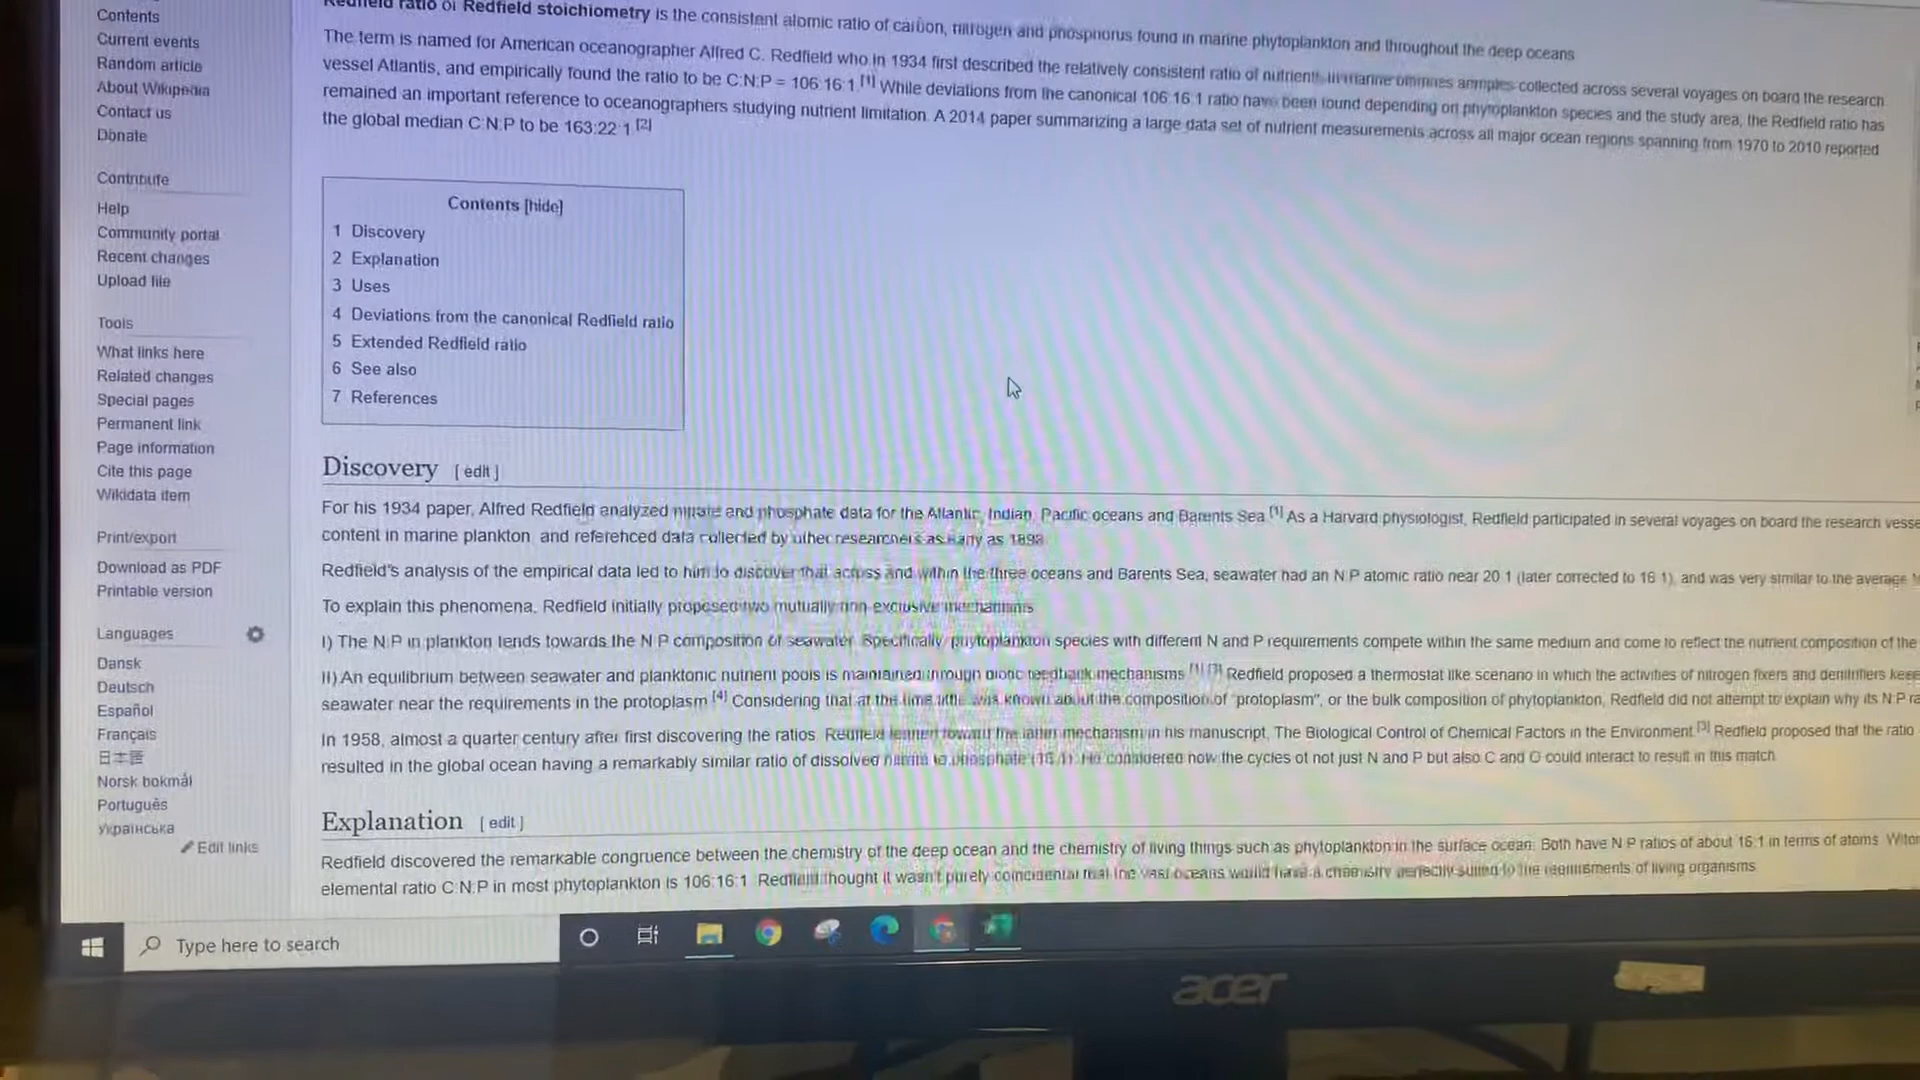 Contents
Current events
Random article
About Wikipedia
Contact us
Donate
Contribute
Help
Community portal
Recent changes
Upload file
Tools
What links here
Related changes
Special pages
Permanent link
Page information
Cite this page
Wikidata item
Print/export
Download as PDF
Printable version
Languages
Dansk
Deutsch
Español
Français
日本語
Norsk bokmål
Português
Українська
Edit links
Redfield ratio or Redfield stoichiometry is the consistent atomic ratio of carbon, nitrogen and phosphorus found in marine phytoplankton and throughout the deep oceans
The term is named for American oceanographer Alfred C. Redfield who in 1934 first described the relatively consistent ratio of nutrients in marine collected across several voyages on board the research
vessel Atlantis, and empirically found the ratio to be C:N:P = 106:16:1.[1] While deviations from the canonical 106:16:1 ratio have been found depending on phytoplankton species and the study area, the Redfield ratio has
remained an important reference to oceanographers studying nutrient limitation. A 2014 paper summarizing a large data set of nutrient measurements across all major ocean regions spanning from 1970 to 2010 reported
the global median C:N:P to be 163:22:1.[2]
Contents [hide]
1 Discovery
2 Explanation
3 Uses
4 Deviations from the canonical Redfield ratio
5 Extended Redfield ratio
6 See also
7 References
Discovery [ edit ]
For his 1934 paper, Alfred Redfield analyzed nitrate and phosphate data for the Atlantic, Indian, Pacific oceans and Barents Sea.[1] As a Harvard physiologist, Redfield participated in several voyages on board the research
content in marine plankton, and referenced data collected by other researchers as early as 1898.
Redfield's analysis of the empirical data led to him to discover that across and within the three oceans and Barents Sea, seawater had an N:P atomic ratio near 20:1 (later corrected to 16:1), and was very similar to the average
To explain this phenomena, Redfield initially proposed two mutually non exclusive mechanisms:
I) The N:P in plankton tends towards the N:P composition of seawater. Specifically, phytoplankton species with different N and P requirements compete within the same medium and come to reflect the nutrient composition of the
II) An equilibrium between seawater and planktonic nutrient pools is maintained through biotic feedback mechanisms.[1][3] Redfield proposed a thermostat like scenario in which the activities of nitrogen fixers and denitrifiers
seawater near the requirements in the protoplasm.[4] Considering that at the time little was known about the composition of "protoplasm", or the bulk composition of phytoplankton, Redfield did not attempt to explain why its N:P
In 1958, almost a quarter century after first discovering the ratios, Redfield leaned toward the latter mechanism in his manuscript, The Biological Control of Chemical Factors in the Environment.[3] Redfield proposed that the ratio
resulted in the global ocean having a remarkably similar ratio of dissolved nitrate to phosphate (16:1). He considered how the cycles of not just N and P but also C and O could interact to result in this match.
Explanation [ edit ]
Redfield discovered the remarkable congruence between the chemistry of the deep ocean and the chemistry of living things such as phytoplankton in the surface ocean. Both have N:P ratios of about 16:1 in terms of atoms.
elemental ratio C:N:P in most phytoplankton is 106:16:1. Redfield thought it wasn't purely coincidental that the vast oceans would have a chemistry perfectly suited to the requirements of living organisms.
Type here to search
acer